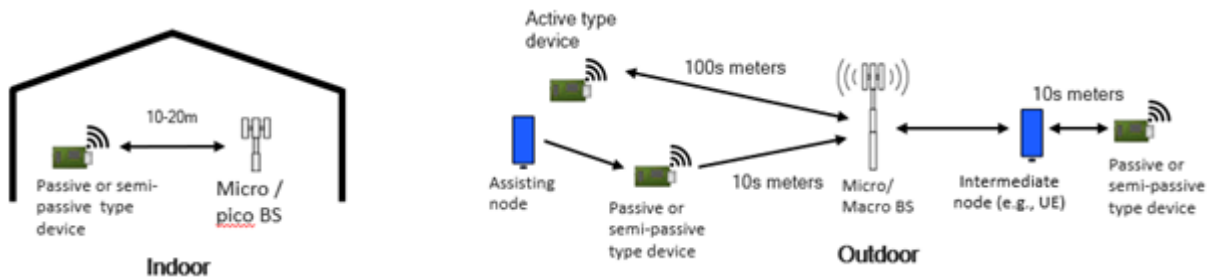 10-20m
Passive or semi-
passive type
device
Micro /
pico BS
Indoor
Active type
device
100s meters
10s meters
Assisting
node
Passive or
semi-passive
type device
10s meters
Micro/
Macro BS
Intermediate
node (e.g., UE)
Passive or
semi-passive
type device
Outdoor